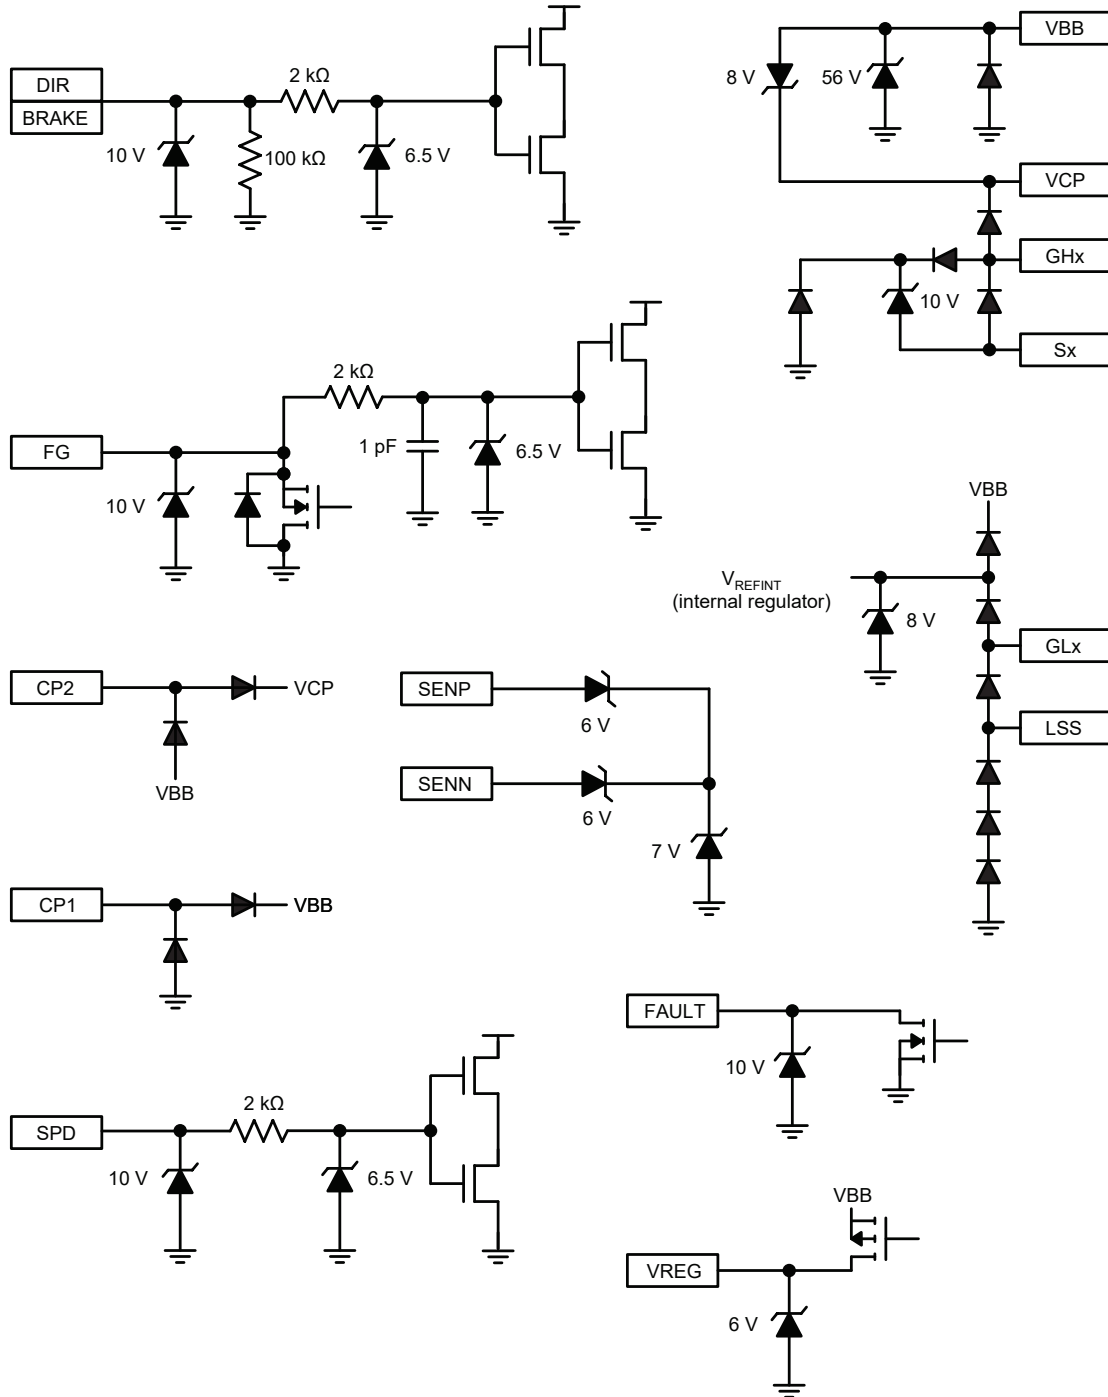 DIR
BRAKE
2 kΩ
10 V
100 kΩ
6.5 V
VBB
8 V
56 V
VCP
GHx
10 V
Sx
FG
2 kΩ
10 V
1 pF
6.5 V
VBB
VREFINT
(internal regulator)
8 V
GLx
LSS
CP2
VCP
VBB
SENP
6 V
SENN
6 V
7 V
CP1
VBB
FAULT
10 V
SPD
2 kΩ
10 V
6.5 V
VBB
VREG
6 V